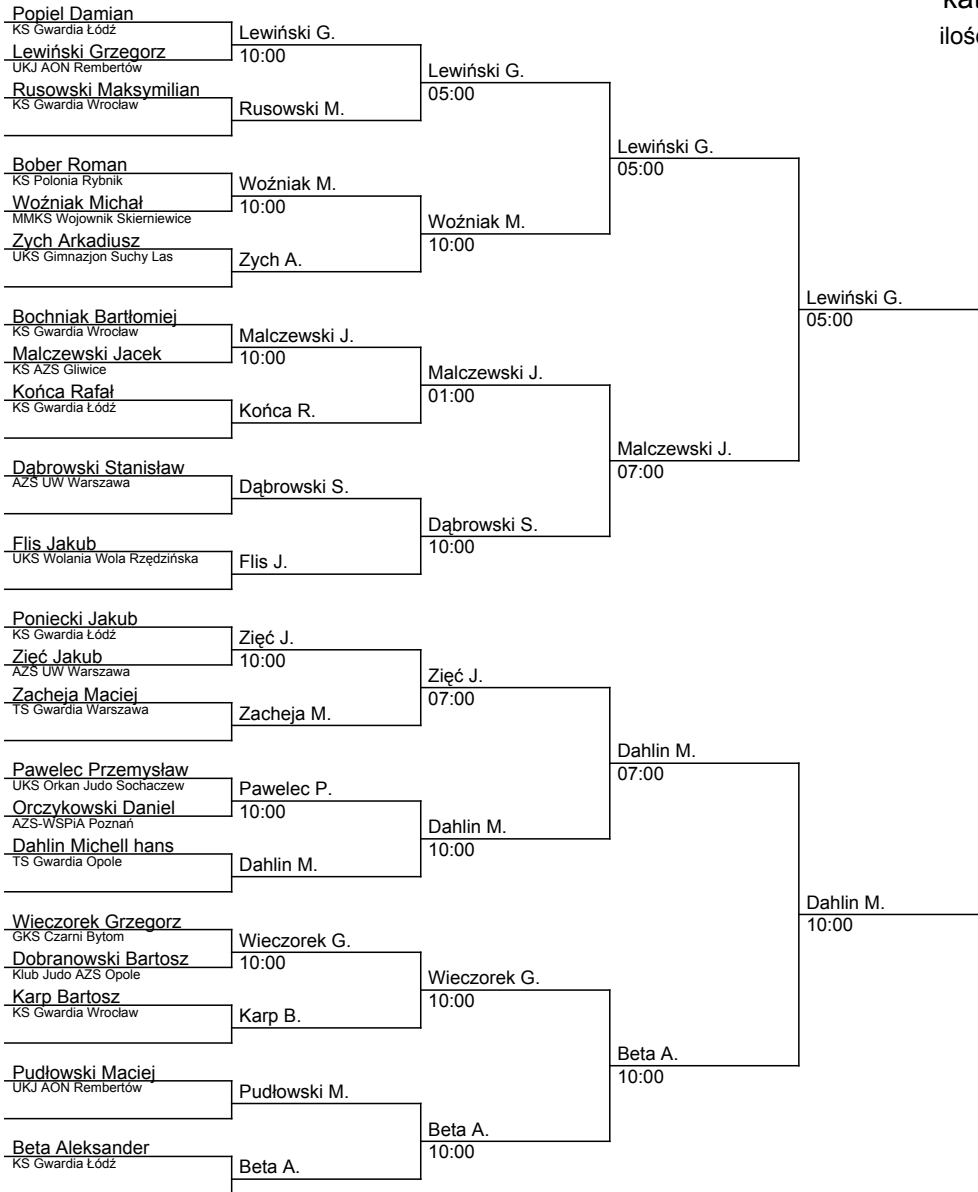 kat
ilość
Popiel Damian
KS Gwardia Łódź
Lewiński Grzegorz
UKJ AON Rembertów
Rusowski Maksymilian
KS Gwardia Wrocław
Bober Roman
KS Polonia Rybnik
Woźniak Michał
MMKS Wojownik Skierniewice
Zych Arkadiusz
UKS Gimnazjon Suchy Las
Bochniak Bartłomiej
KS Gwardia Wrocław
Malczewski Jacek
KS AZS Gliwice
Końca Rafał
KS Gwardia Łódź
Dąbrowski Stanisław
AZS UW Warszawa
Flis Jakub
UKS Wolania Wola Rzędzińska
Poniecki Jakub
KS Gwardia Łódź
Zięć Jakub
AZS UW Warszawa
Zacheja Maciej
TS Gwardia Warszawa
Pawelec Przemysław
UKS Orkan Judo Sochaczew
Orczykowski Daniel
AZS-WSPiA Poznań
Dahlin Michell hans
TS Gwardia Opole
Wieczorek Grzegorz
GKS Czarni Bytom
Dobranowski Bartosz
Klub Judo AZS Opole
Karp Bartosz
KS Gwardia Wrocław
Pudłowski Maciej
UKJ AON Rembertów
Beta Aleksander
KS Gwardia Łódź
Lewiński G.
10:00
Rusowski M.
Woźniak M.
10:00
Zych A.
Malczewski J.
10:00
Końca R.
Dąbrowski S.
Flis J.
Zięć J.
10:00
Zacheja M.
Pawelec P.
10:00
Dahlin M.
Wieczorek G.
10:00
Karp B.
Pudłowski M.
Beta A.
Lewiński G.
05:00
Woźniak M.
10:00
Malczewski J.
01:00
Dąbrowski S.
10:00
Zięć J.
07:00
Dahlin M.
10:00
Wieczorek G.
10:00
Beta A.
10:00
Lewiński G.
05:00
Malczewski J.
07:00
Dahlin M.
07:00
Beta A.
10:00
Lewiński G.
05:00
Dahlin M.
10:00